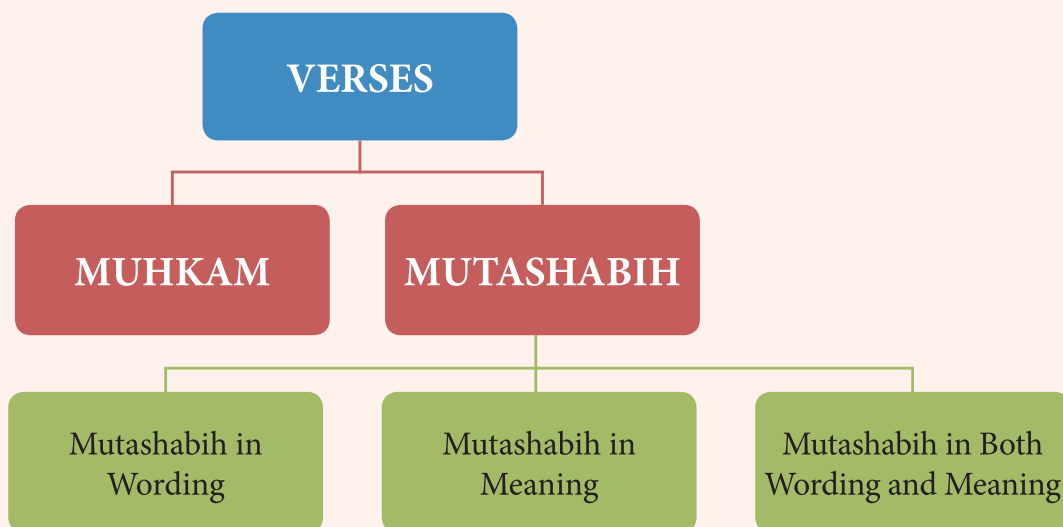 VERSES
MUHKAM
MUTASHABIH
Mutashabih in
Wording
Mutashabih in
Meaning
Mutashabih in Both
Wording and Meaning